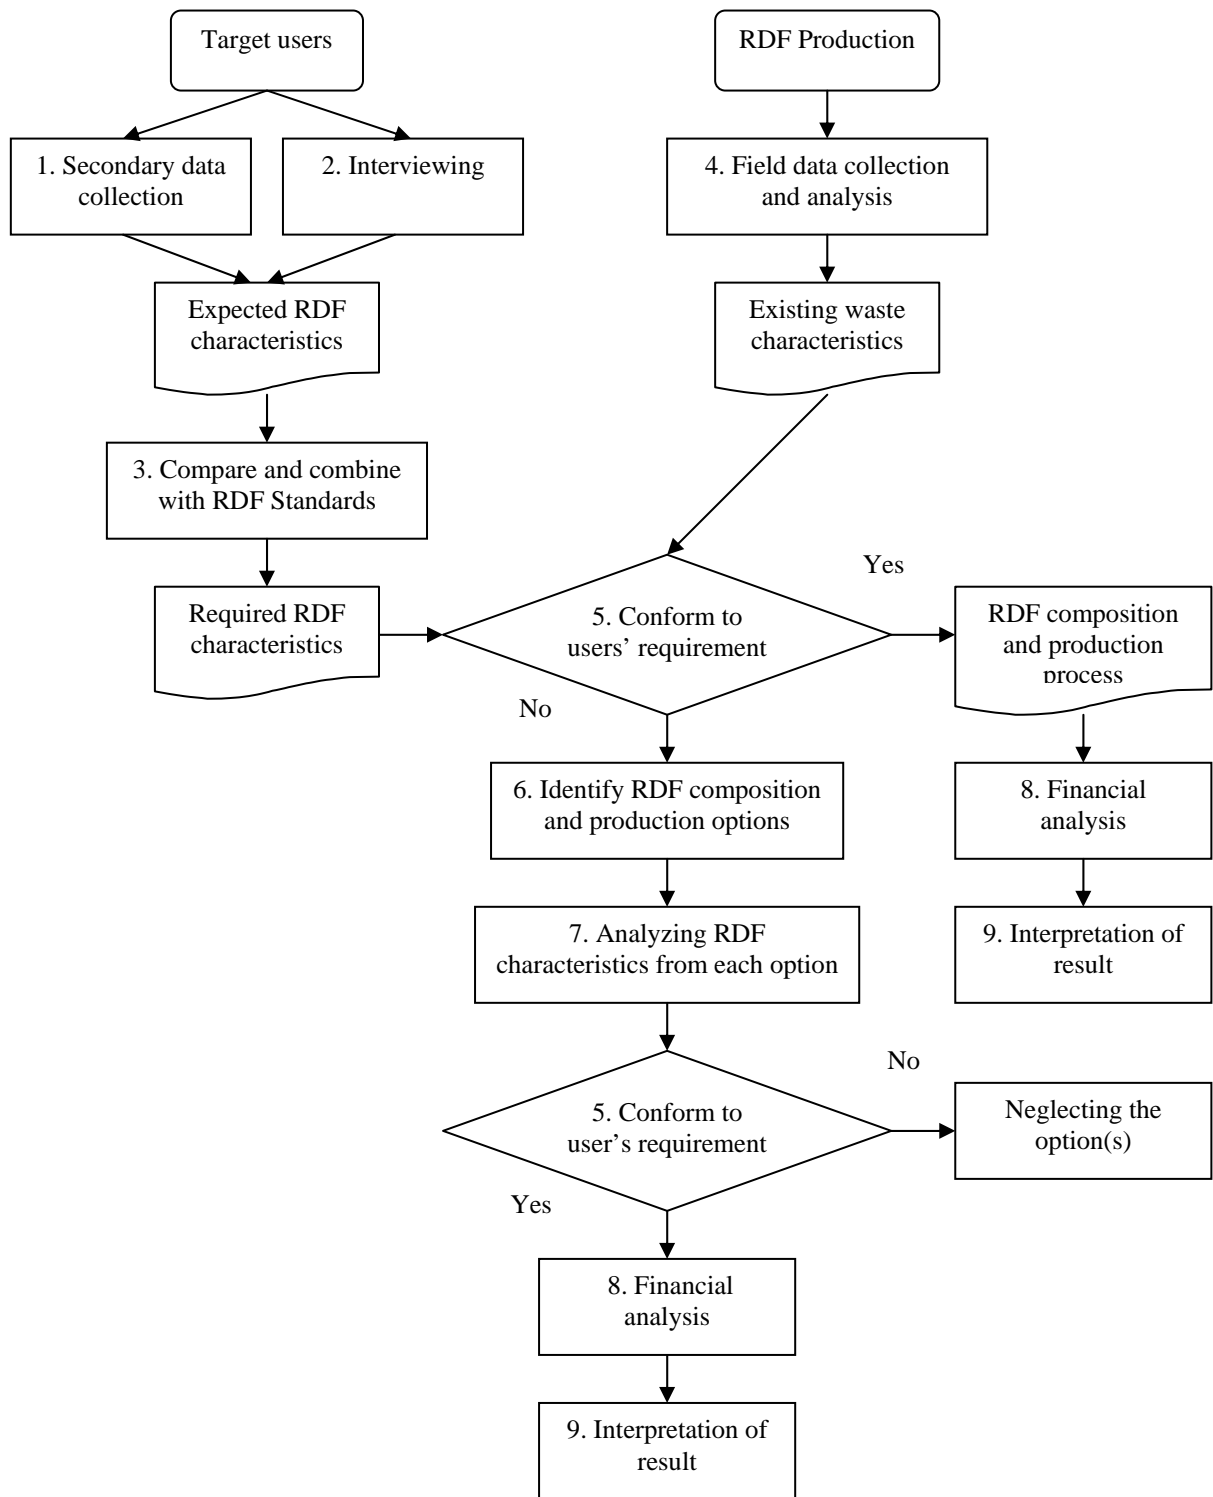 Target users
RDF Production
1. Secondary data
collection
2. Interviewing
4. Field data collection
and analysis
Expected RDF
characteristics
Existing waste
characteristics
3. Compare and combine
with RDF Standards
Required RDF
characteristics
5. Conform to
users’ requirement
Yes
No
RDF composition
and production
process
6. Identify RDF composition
and production options
8. Financial
analysis
7. Analyzing RDF
characteristics from each option
9. Interpretation of
result
5. Conform to
user’s requirement
No
Yes
Neglecting the
option(s)
8. Financial
analysis
9. Interpretation of
result